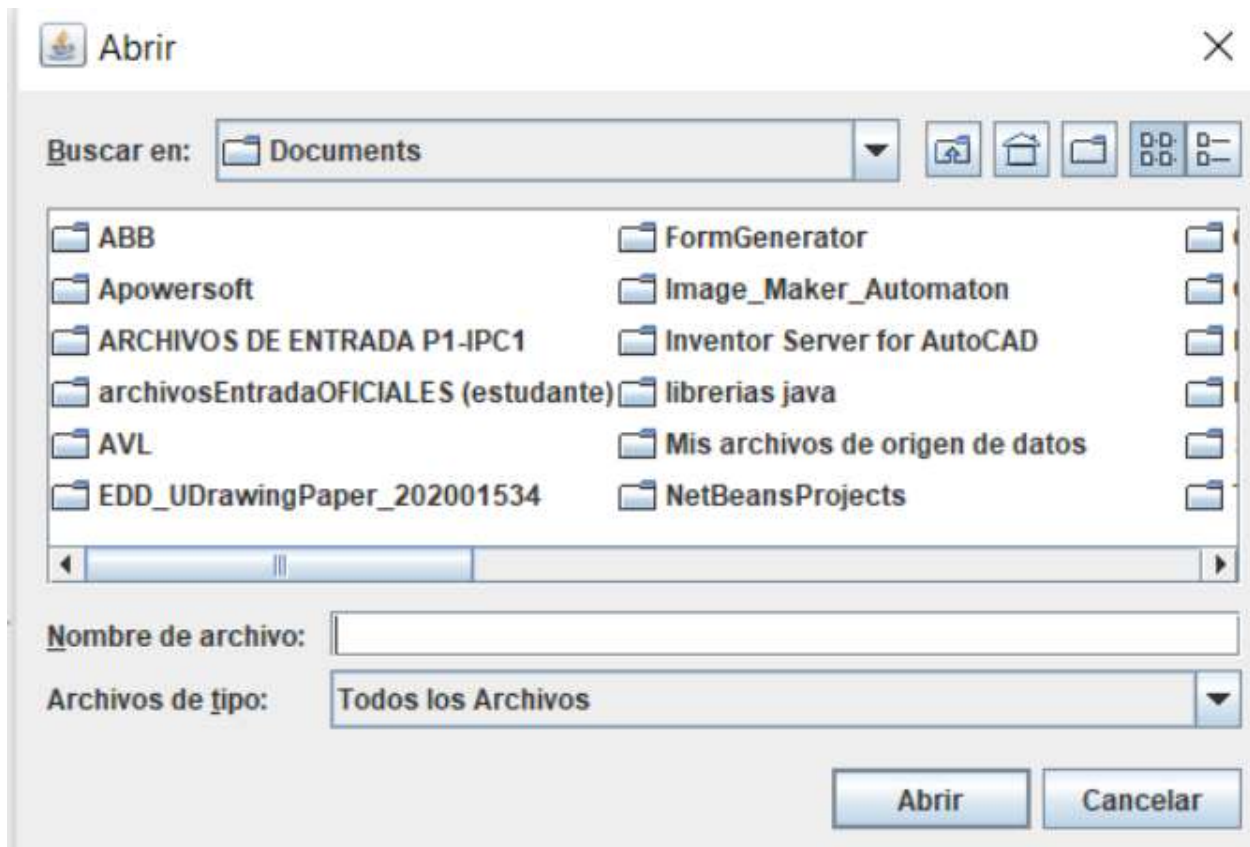 Abrir
Buscar en: Documents
ABB
Apowersoft
ARCHIVOS DE ENTRADA P1-IPC1
archivosEntradaOFICIALES (estudante)
AVL
EDD_UDrawingPaper_202001534
FormGenerator
Image_Maker_Automaton
Inventor Server for AutoCAD
librerias java
Mis archivos de origen de datos
NetBeansProjects
Nombre de archivo:
Archivos de tipo: Todos los Archivos
Abrir Cancelar